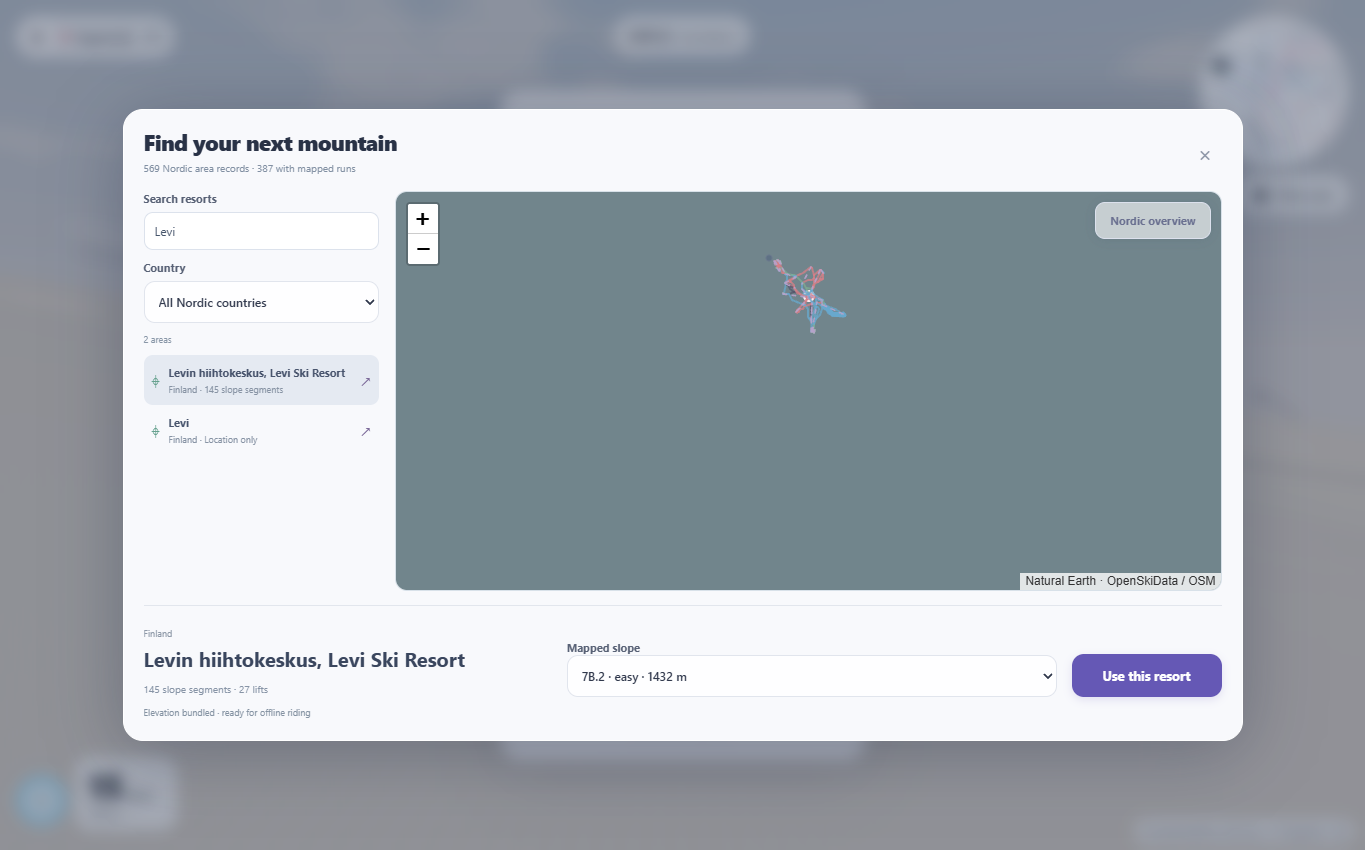 Find your next mountain
569 Nordic area records · 387 with mapped runs
×
Search resorts
Levi
Country
All Nordic countries
2 areas
Levin hiihtokeskus, Levi Ski Resort
Finland · 145 slope segments
Levi
Finland · Location only
+
−
Nordic overview
Natural Earth · OpenSkiData / OSM
Finland
Levin hiihtokeskus, Levi Ski Resort
145 slope segments · 27 lifts
Elevation bundled · ready for offline riding
Mapped slope
7B.2 · easy · 1432 m
Use this resort